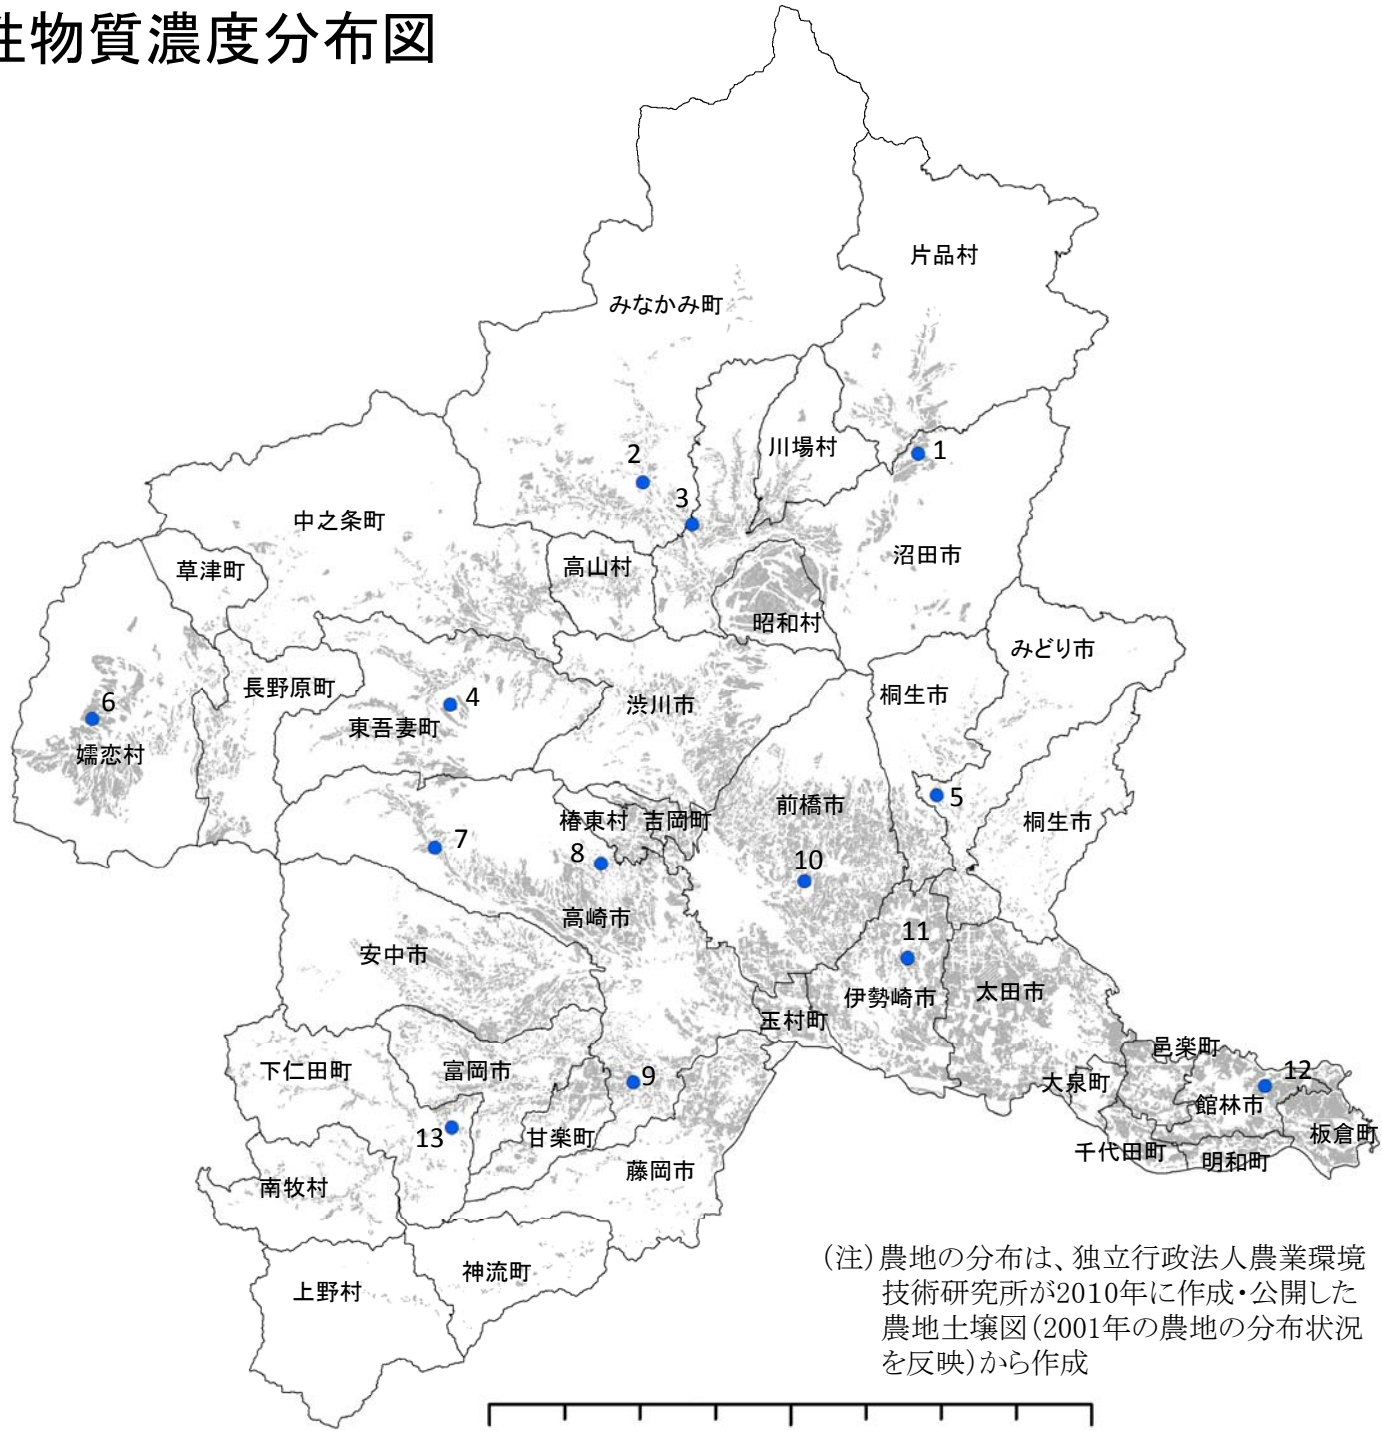 性物質濃度分布図
片品村
みなかみ町
川場村
1
2
3
中之条町
沼田市
高山村
草津町
昭和村
みどり市
長野原町
桐生市
6
4
渋川市
東吾妻町
嬬恋村
5
前橋市
椿東村
吉岡町
桐生市
7
8
10
高崎市
11
安中市
太田市
伊勢崎市
玉村町
邑楽町
下仁田町
富岡市
9
大泉町
12
館林市
13
甘楽町
板倉町
千代田町
明和町
藤岡市
南牧村
神流町
上野村
（注）農地の分布は、独立行政法人農業環境
技術研究所が2010年に作成・公開した
農地土壌図（2001年の農地の分布状況
を反映）から作成